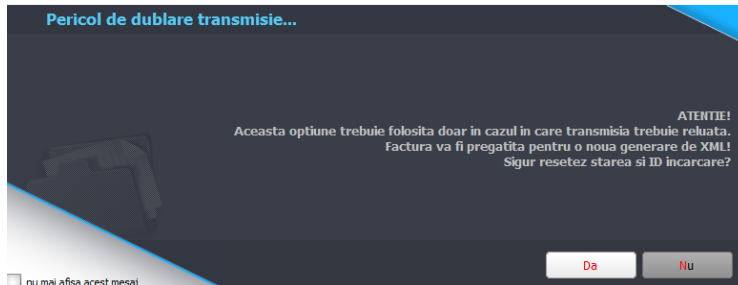 Pericol de dublare transmisie...
ATENTIE!
Aceasta optiune trebuie folosita doar in cazul in care transmisia trebuie reluata.
Factura va fi pregatita pentru o noua generare de XML!
Sigur resetez starea si ID incarcare?
Da
Nu
nu mai afisa acest mesaj